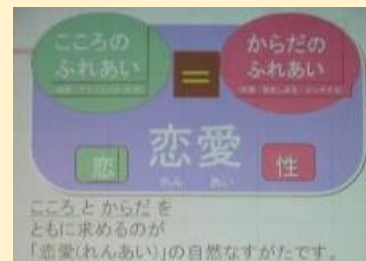 こころの
ふれあい
からだの
ふれあい
=
恋愛
れん あい
恋
性
こころ と からだ を
ともに求めるのが
「恋愛(れんあい)」の自然なすがたです。